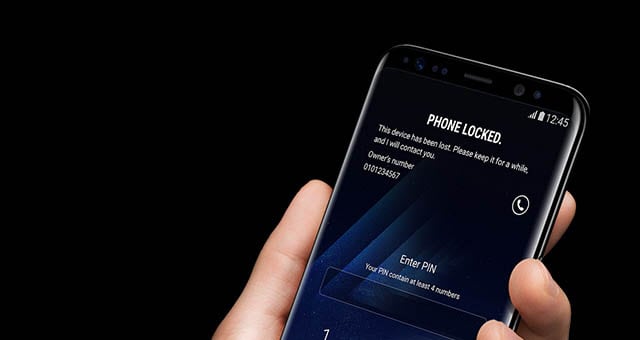 12:45
PHONE LOCKED.
This device has been lost. Please keep it for a while,
and I will contact you.
Owner's number
0101234567
Enter PIN
Your PIN contain at least 4 numbers
1